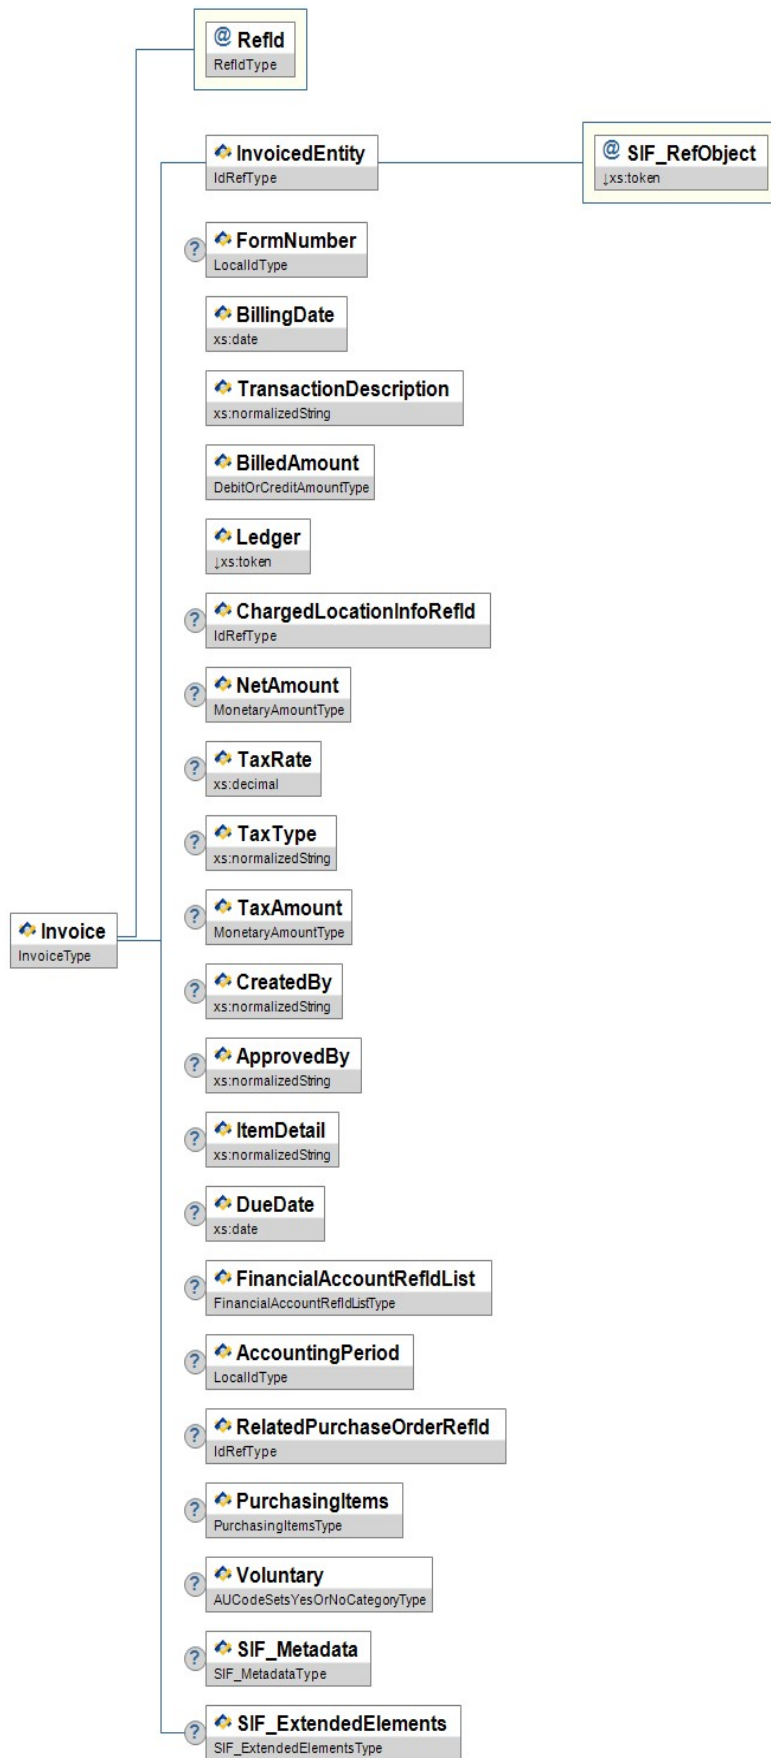 @ RefId
RefIdType
InvoicedEntity
IdRefType
@ SIF_RefObject
↓xs:token
? FormNumber
LocalIdType
BillingDate
xs:date
TransactionDescription
xs:normalizedString
BilledAmount
DebitOrCreditAmountType
Ledger
↓xs:token
? ChargedLocationInfoRefId
IdRefType
? NetAmount
MonetaryAmountType
? TaxRate
xs:decimal
? TaxType
xs:normalizedString
Invoice
InvoiceType
? TaxAmount
MonetaryAmountType
? CreatedBy
xs:normalizedString
? ApprovedBy
xs:normalizedString
? ItemDetail
xs:normalizedString
? DueDate
xs:date
? FinancialAccountRefIdList
FinancialAccountRefIdListType
? AccountingPeriod
LocalIdType
? RelatedPurchaseOrderRefId
IdRefType
? PurchasingItems
PurchasingItemsType
? Voluntary
AUCodeSetsYesOrNoCategoryType
? SIF_Metadata
SIF_MetadataType
? SIF_ExtendedElements
SIF_ExtendedElementsType